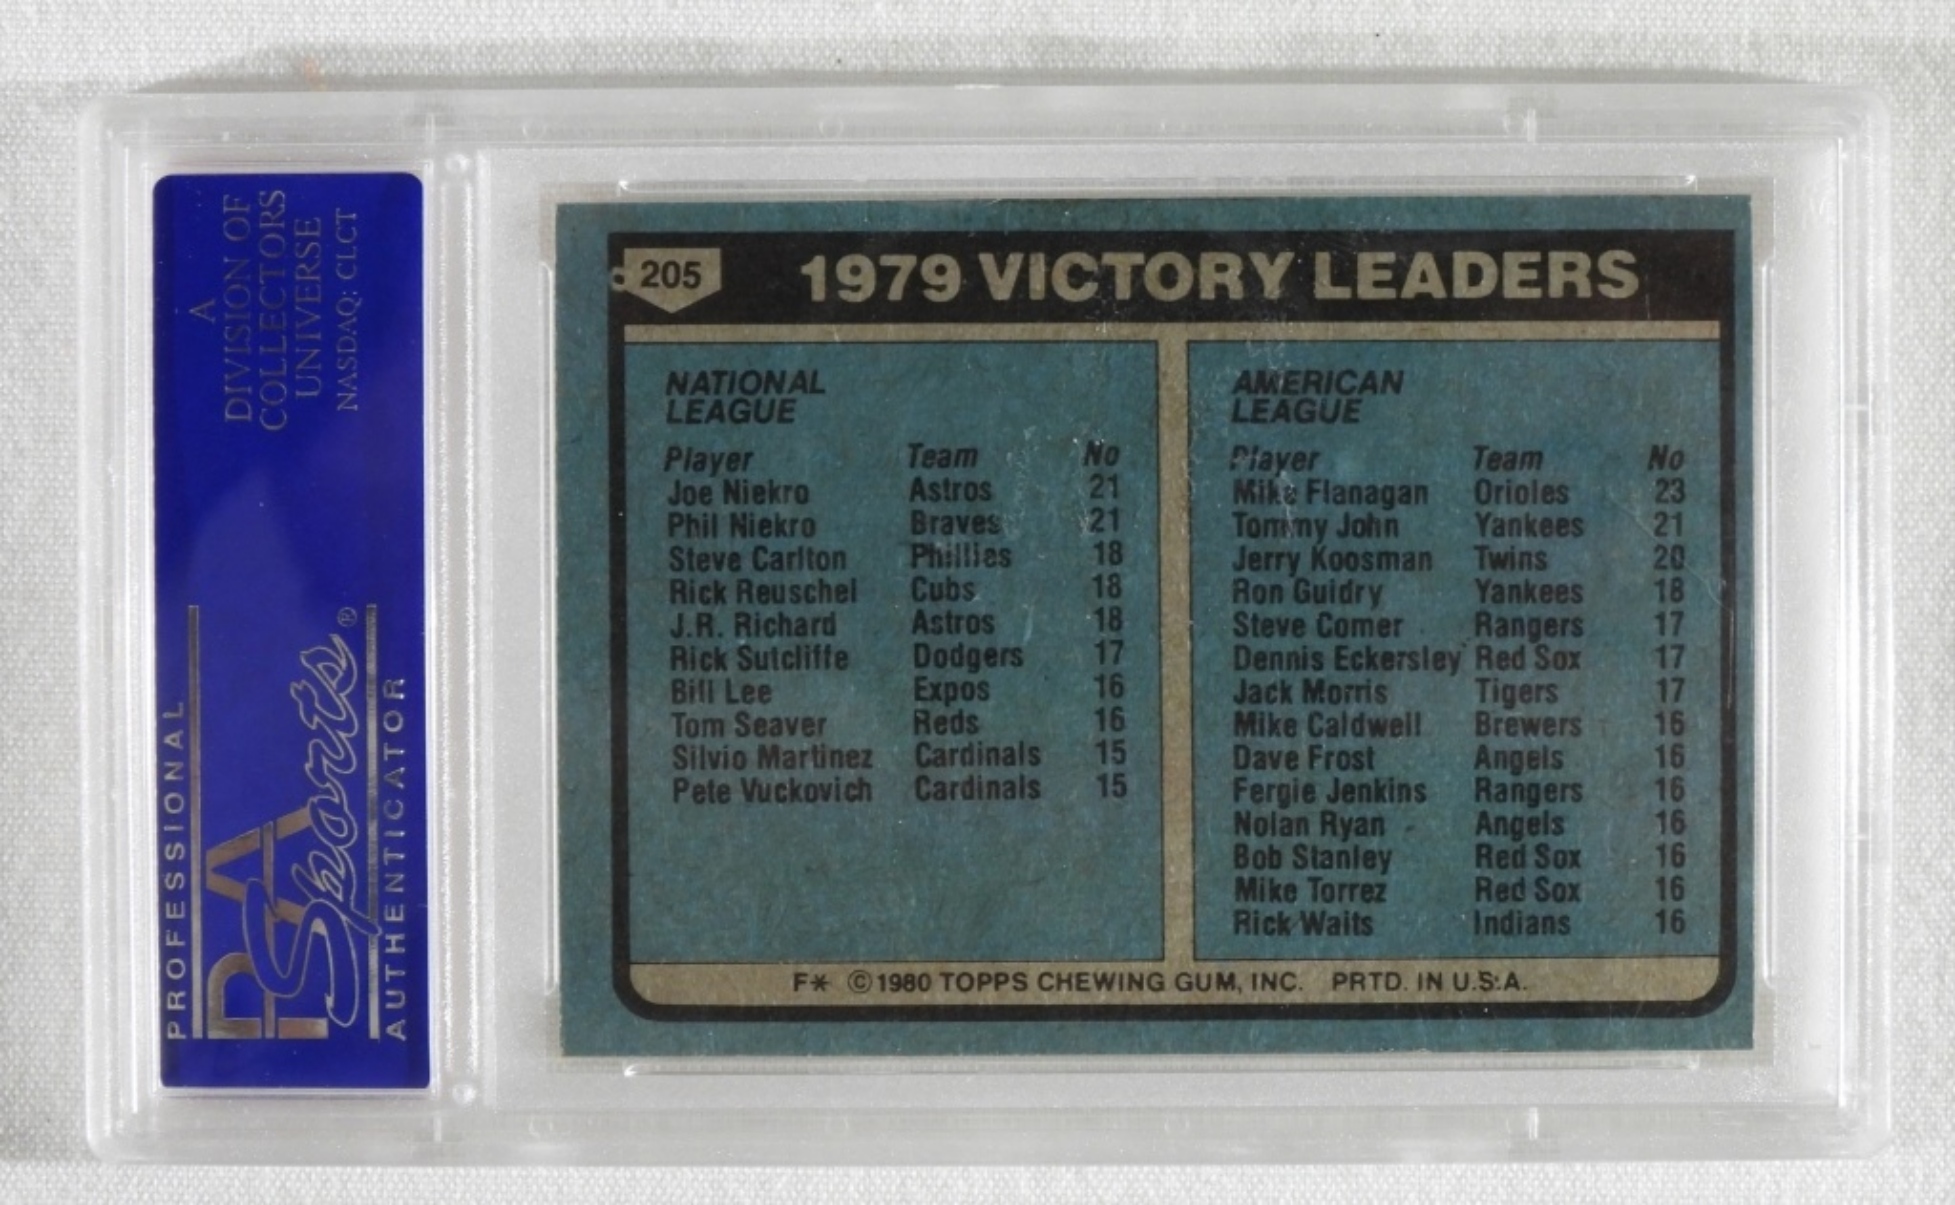 A
DIVISION OF
COLLECTORS
UNIVERSE
NASDAQ: CLCT
PROFESSIONAL
PSA
Sports®
AUTHENTICATOR
205
1979 VICTORY LEADERS
NATIONAL
LEAGUE
Player Team No
Joe Niekro Astros 21
Phil Niekro Braves 21
Steve Carlton Phillies 18
Rick Reuschel Cubs 18
J.R. Richard Astros 18
Rick Sutcliffe Dodgers 17
Bill Lee Expos 16
Tom Seaver Reds 16
Silvio Martinez Cardinals 15
Pete Vuckovich Cardinals 15
AMERICAN
LEAGUE
Player Team No
Mike Flanagan Orioles 23
Tommy John Yankees 21
Jerry Koosman Twins 20
Ron Guidry Yankees 18
Steve Comer Rangers 17
Dennis Eckersley Red Sox 17
Jack Morris Tigers 17
Mike Caldwell Brewers 16
Dave Frost Angels 16
Fergie Jenkins Rangers 16
Nolan Ryan Angels 16
Bob Stanley Red Sox 16
Mike Torrez Red Sox 16
Rick Waits Indians 16
F* ©1980 TOPPS CHEWING GUM, INC. PRTD. IN U.S.A.